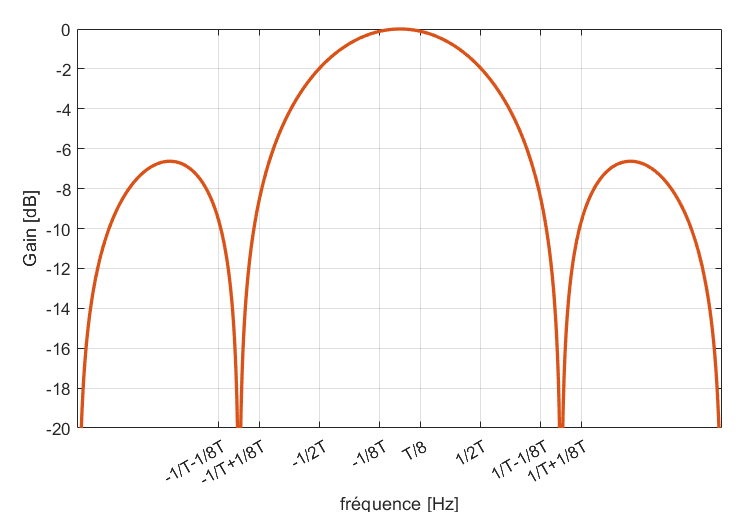 0
-2
-4
-6
-8
-10
-12
-14
-16
-18
-20
Gain [dB]
-1/T-1/8T
-1/T+1/8T
-1/2T
-1/8T
T/8
1/2T
1/T-1/8T
1/T+1/8T
fréquence [Hz]